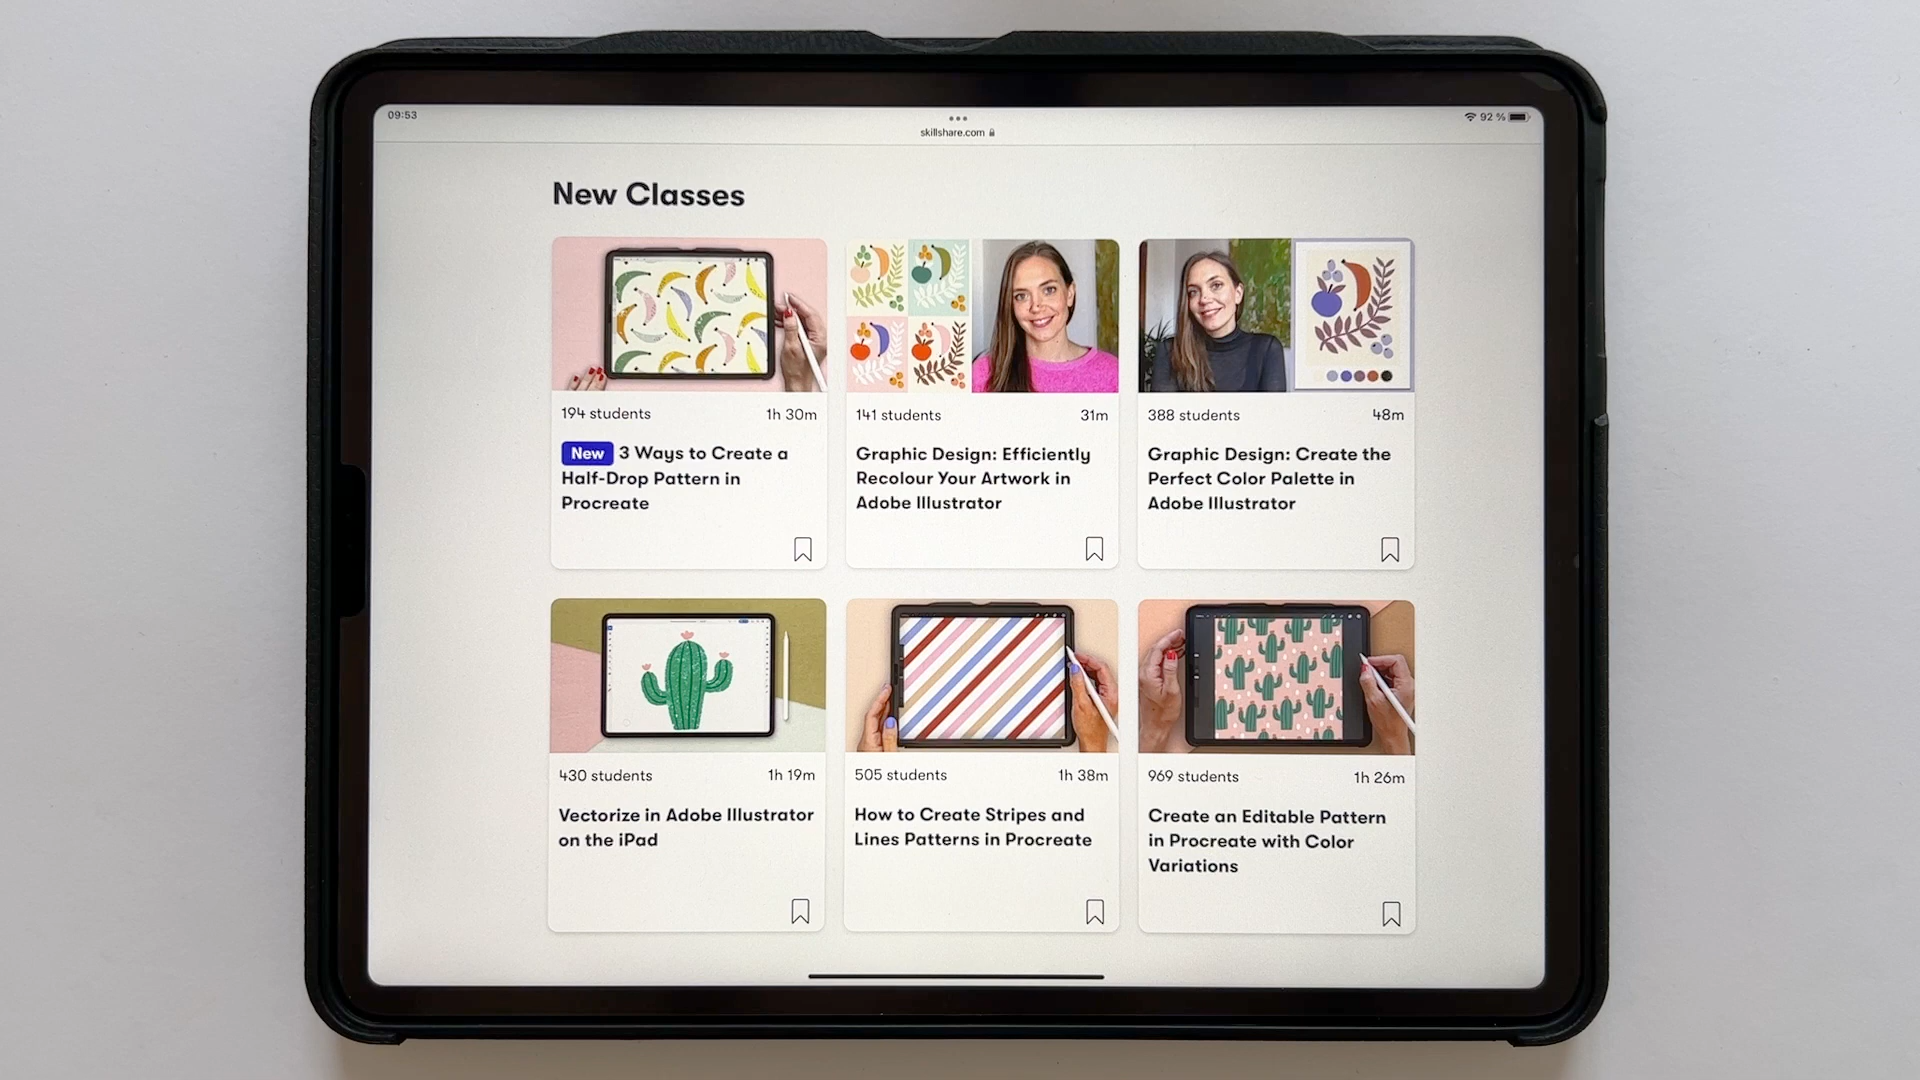 09:53
skillshare.com
92 %
New Classes
194 students 1h 30m
New 3 Ways to Create a
Half-Drop Pattern in
Procreate
141 students 31m
Graphic Design: Efficiently
Recolour Your Artwork in
Adobe Illustrator
388 students 48m
Graphic Design: Create the
Perfect Color Palette in
Adobe Illustrator
430 students 1h 19m
Vectorize in Adobe Illustrator
on the iPad
505 students 1h 38m
How to Create Stripes and
Lines Patterns in Procreate
969 students 1h 26m
Create an Editable Pattern
in Procreate with Color
Variations